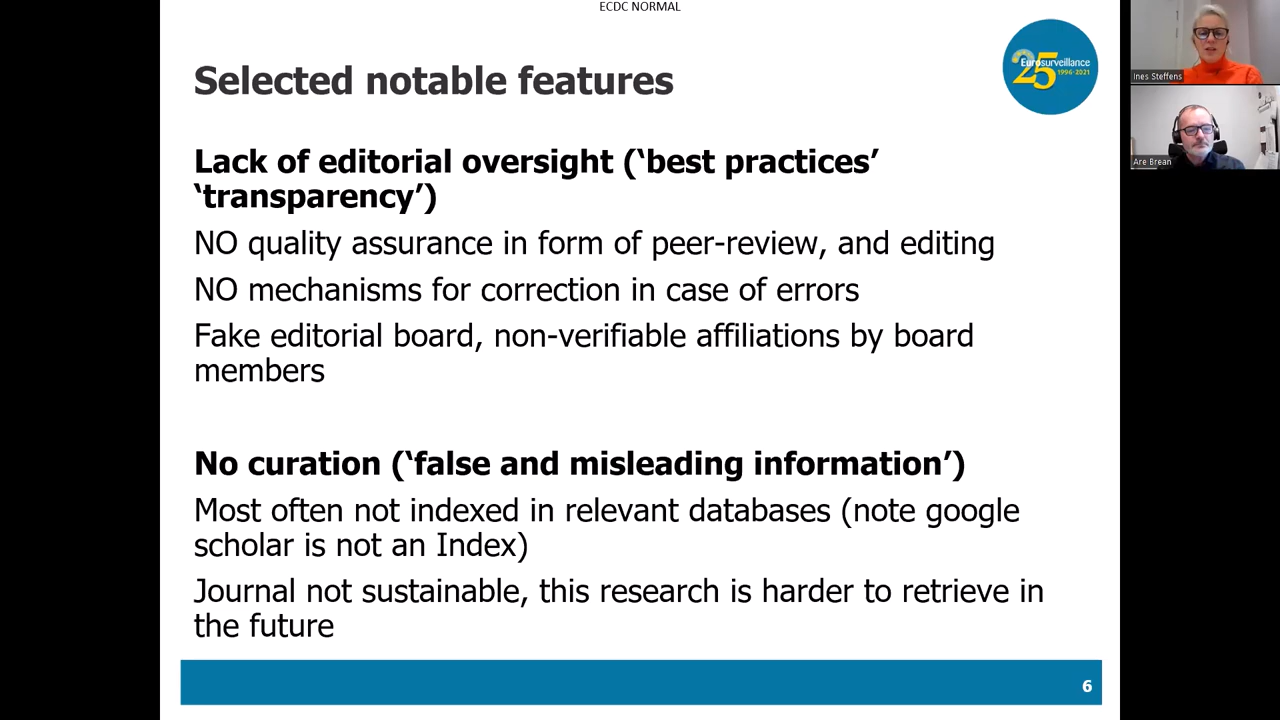 ECDC NORMAL
Selected notable features
25
Eurosurveillance
1996-2021
Lack of editorial oversight (‘best practices’
‘transparency’)
NO quality assurance in form of peer-review, and editing
NO mechanisms for correction in case of errors
Fake editorial board, non-verifiable affiliations by board
members
No curation (‘false and misleading information’)
Most often not indexed in relevant databases (note google
scholar is not an Index)
Journal not sustainable, this research is harder to retrieve in
the future
6
Ines Steffens
Are Brean